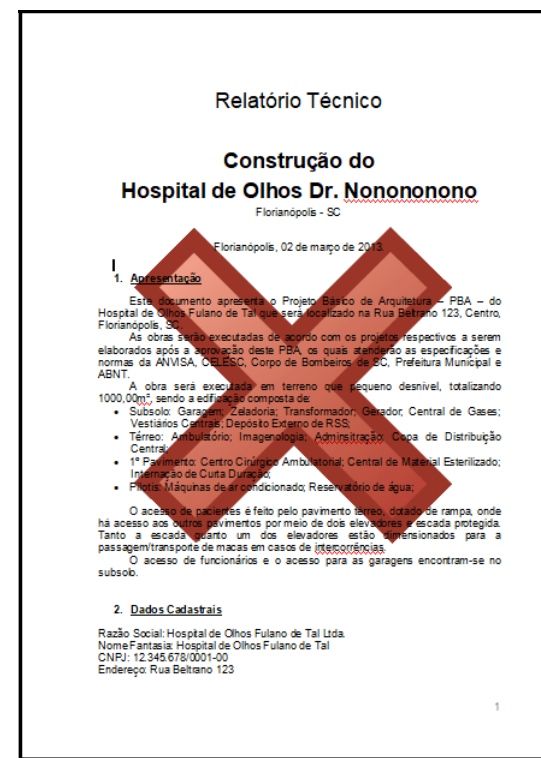 Relatório Técnico
Construção do
Hospital de Olhos Dr. Nonononono
Florianópolis - SC
Florianópolis, 02 de março de 2013.
1. Apresentação
Este documento apresenta o Projeto Básico de Arquitetura – PBA – do
Hospital de Olhos Fulano de Tal que será localizado na Rua Beltrano 123, Centro,
Florianópolis, SC.
As obras serão executadas de acordo com os projetos respectivos a serem
elaborados após a aprovação deste PBA, os quais atenderão as especificações e
normas da ANVISA, CELESC, Corpo de Bombeiros de SC, Prefeitura Municipal e
ABNT.
A obra será executada em terreno que pequeno desnível, totalizando
1000,00m², sendo a edificação composta de:
• Subsolo: Garagem; Zeladoria; Transformador; Gerador; Central de Gases;
Vestiários Centrais; Depósito Externo de RSS;
• Térreo: Ambulatório; Imagenologia; Adminsitração; Copa de Distribuição
Central;
• 1º Pavimento: Centro Cirúrgico Ambulatorial; Central de Material Esterilizado;
Internação de Curta Duração;
• Pilotis: Máquinas de ar condicionado; Reservatório de água;
O acesso de pacientes é feito pelo pavimento térreo, dotado de rampa, onde
há acesso aos outros pavimentos por meio de dois elevadores e escada protegida.
Tanto a escada quanto um dos elevadores estão dimensionados para a
passagem/transporte de macas em casos de intercorrências.
O acesso de funcionários e o acesso para as garagens encontram-se no
subsolo.
2. Dados Cadastrais
Razão Social: Hospital de Olhos Fulano de Tal Ltda.
Nome Fantasia: Hospital de Olhos Fulano de Tal
CNPJ: 12.345.678/0001-00
Endereço: Rua Beltrano 123
1